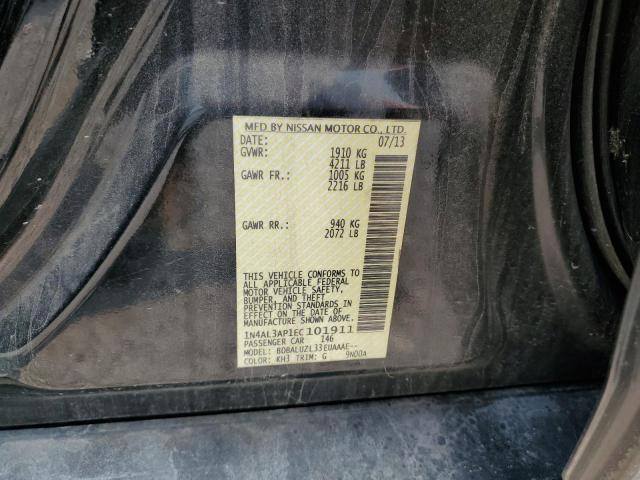 MFD BY NISSAN MOTOR CO., LTD.
DATE: 07/13
GVWR: 1910 KG
4211 LB
GAWR FR.: 1005 KG
2216 LB
GAWR RR.: 940 KG
2072 LB
THIS VEHICLE CONFORMS TO
ALL APPLICABLE FEDERAL
MOTOR VEHICLE SAFETY,
BUMPER, AND THEFT
PREVENTION STANDARDS IN
EFFECT ON THE DATE OF
MANUFACTURE SHOWN ABOVE.
1N4AL3AP1EC101911
PASSENGER CAR 146
MODEL: BDBALUZL33EUAAAE--
COLOR: KH3 TRIM: G 9N00A